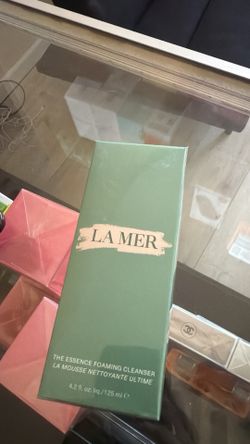 LA MER
THE ESSENCE FOAMING CLEANSER
LA MOUSSE NETTOYANTE ULTIME
4.2 fl.oz.liq./125 ml ℮